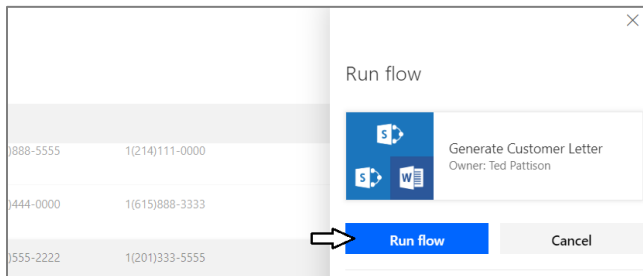 Run flow
Generate Customer Letter
Owner: Ted Pattison
)888-5555 1(214)111-0000
)444-0000 1(615)888-3333
Run flow Cancel
)555-2222 1(201)333-5555